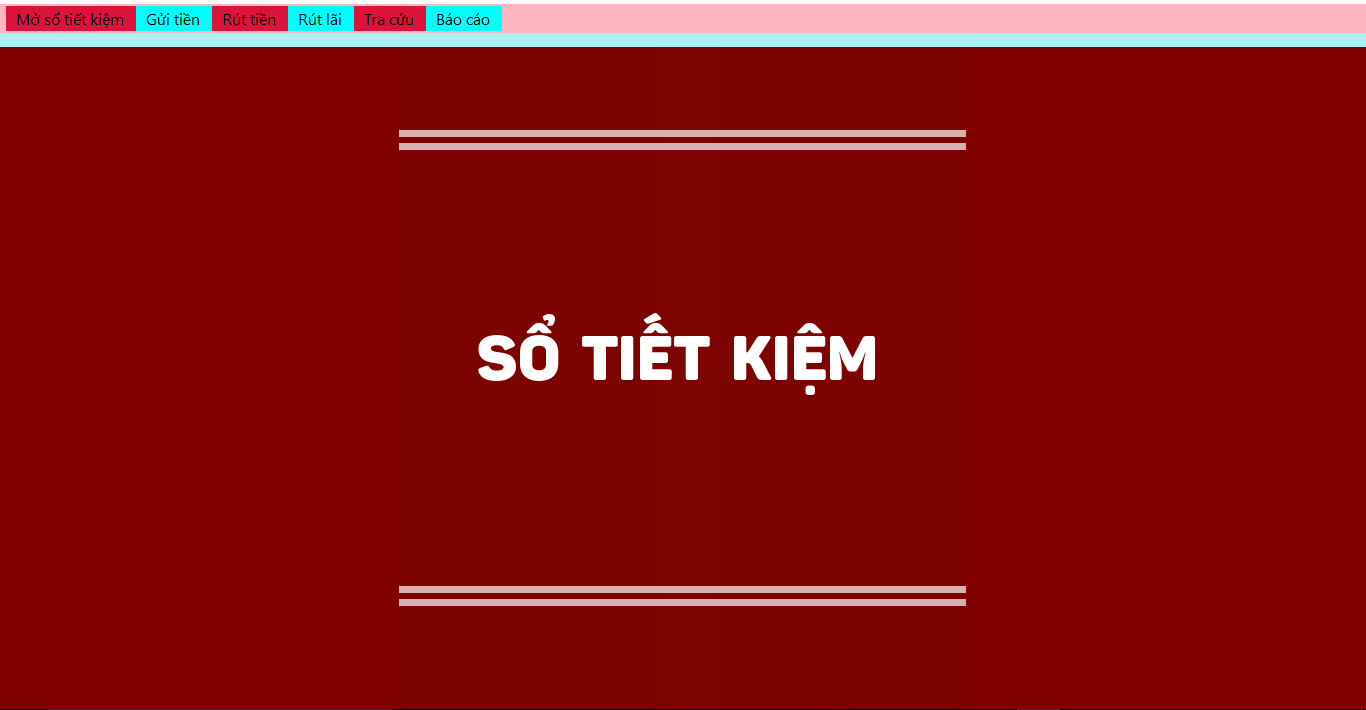 Mở sổ tiết kiệm Gửi tiền Rút tiền Rút lãi Tra cứu Báo cáo
SỔ TIẾT KIỆM